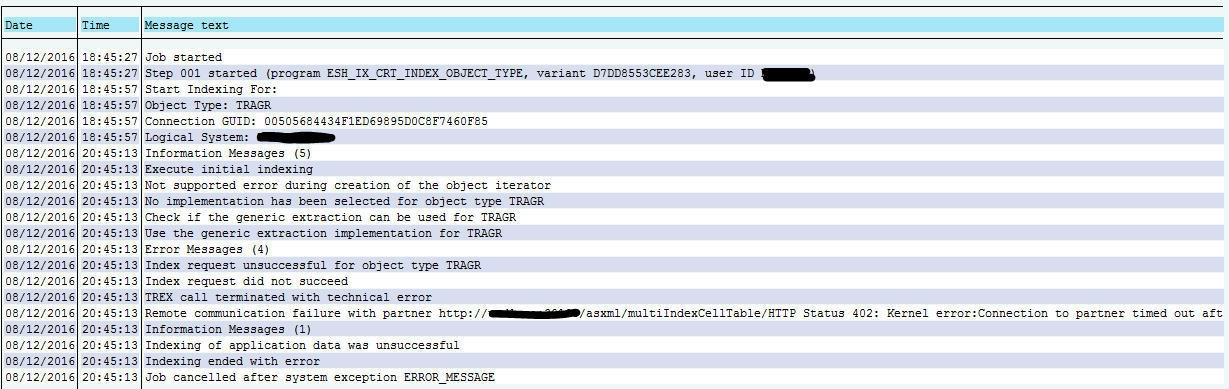 Date Time Message text
08/12/2016 18:45:27 Job started
08/12/2016 18:45:27 Step 001 started (program ESH_IX_CRT_INDEX_OBJECT_TYPE, variant D7DD8553CEE283, user ID )
08/12/2016 18:45:57 Start Indexing For:
08/12/2016 18:45:57 Object Type: TRAGR
08/12/2016 18:45:57 Connection GUID: 00505684434F1ED69895D0C8F7460F85
08/12/2016 18:45:57 Logical System:
08/12/2016 20:45:13 Information Messages (5)
08/12/2016 20:45:13 Execute initial indexing
08/12/2016 20:45:13 Not supported error during creation of the object iterator
08/12/2016 20:45:13 No implementation has been selected for object type TRAGR
08/12/2016 20:45:13 Check if the generic extraction can be used for TRAGR
08/12/2016 20:45:13 Use the generic extraction implementation for TRAGR
08/12/2016 20:45:13 Error Messages (4)
08/12/2016 20:45:13 Index request unsuccessful for object type TRAGR
08/12/2016 20:45:13 Index request did not succeed
08/12/2016 20:45:13 TREX call terminated with technical error
08/12/2016 20:45:13 Remote communication failure with partner http:// /asxml/multiIndexCellTable/HTTP Status 402: Kernel error:Connection to partner timed out aft
08/12/2016 20:45:13 Information Messages (1)
08/12/2016 20:45:13 Indexing of application data was unsuccessful
08/12/2016 20:45:13 Indexing ended with error
08/12/2016 20:45:13 Job cancelled after system exception ERROR_MESSAGE